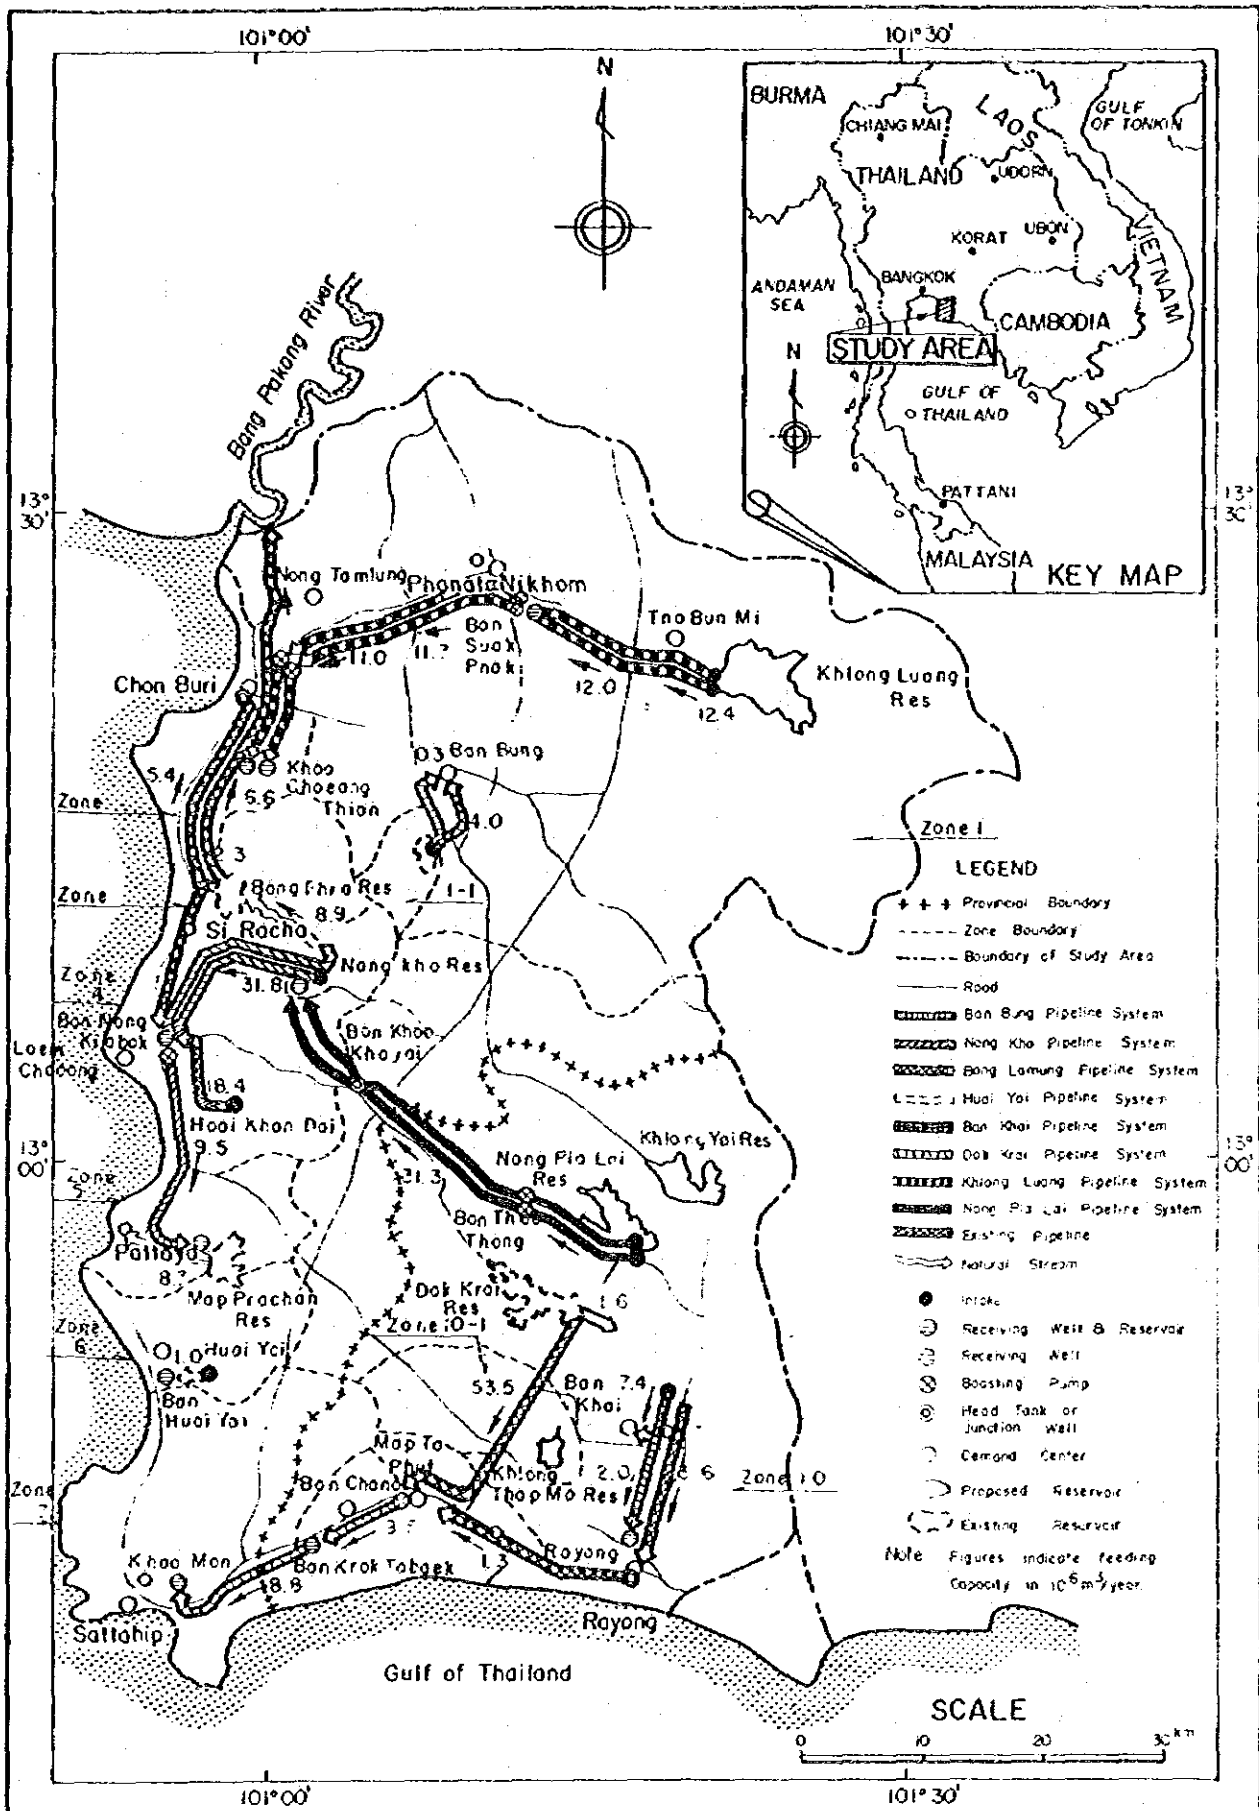 101°00'
101°30'
N
BURMA
CHIANG MAI
LAOS
GULF
OF TONKIN
THAILAND
UDORN
KORAT
UBON
VIETNAM
BANGKOK
ANDAMAN
SEA
CAMBODIA
STUDY AREA
N
GULF OF
THAILAND
PATTANI
MALAYSIA
KEY MAP
Bang Pakong River
13°
30'
13°
30'
Nong Tamlung
Phanata Nikhom
Tha Bun Mi
Ban
Suak
11.0
12.0
12.4
Khlong Luang
Res
Chon Buri
0.3 Ban Bung
Khao
Choeang
Thian
5.4
6.6
4.0
Zone
Zone 1
3
Zone
Bang Phra Res
1-1
8.9
Si Racha
Nong Kho Res
31.8
Zone
4
Ban Nong
Laem
Chabang
Ban Khao
Khayai
18.4
Hoai Khan Dai
9.5
Khlong Yai Res
Nong Pla Lai
Res
31.3
13°
00'
13°
00'
Zone
5
Ban Thap
Thong
Pattaya
Map Prachan
Res
Dok Krai
Res
1.6
Zone 10-1
Zone
6
1.0 Huai Yai
Ban
Huai Yai
53.5
Ban 7.4
Khai
Map Ta
Phut
Khlong
Thap Ma Res
2.0
Zone 10
Ban Chang
Zone
Khao Man
Ban Krok Tabaek
8.8
1.3
Rayong
Sattahip
Rayong
Gulf of Thailand
LEGEND
+ + + Provincial Boundary
Zone Boundary
Boundary of Study Area
Road
Ban Bung Pipeline System
Nong Kho Pipeline System
Bang Lamung Pipeline System
Huai Yai Pipeline System
Ban Khai Pipeline System
Dok Krai Pipeline System
Khlong Luang Pipeline System
Nong Pla Lai Pipeline System
Existing Pipeline
Natural Stream
Intake
Receiving Well & Reservoir
Receiving Well
Boosting Pump
Head Tank or
Junction Well
Demand Center
Proposed Reservoir
Existing Reservoir
Note Figures indicate feeding
Capacity in 10⁶m³/year.
SCALE
0 10 20 30 km
101°00'
101°30'